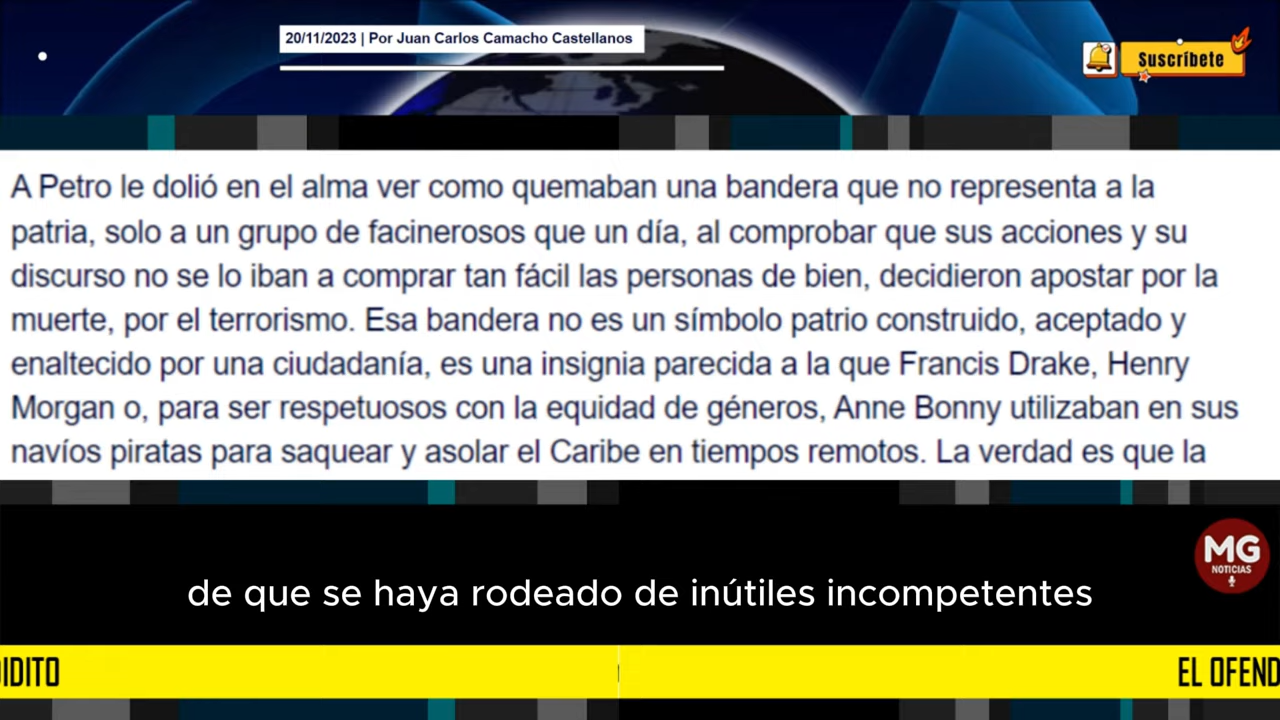 20/11/2023 | Por Juan Carlos Camacho Castellanos
Suscríbete
A Petro le dolió en el alma ver como quemaban una bandera que no representa a la
patria, solo a un grupo de facinerosos que un día, al comprobar que sus acciones y su
discurso no se lo iban a comprar tan fácil las personas de bien, decidieron apostar por la
muerte, por el terrorismo. Esa bandera no es un símbolo patrio construido, aceptado y
enaltecido por una ciudadanía, es una insignia parecida a la que Francis Drake, Henry
Morgan o, para ser respetuosos con la equidad de géneros, Anne Bonny utilizaban en sus
navíos piratas para saquear y asolar el Caribe en tiempos remotos. La verdad es que la
MG
NOTICIAS
de que se haya rodeado de inútiles incompetentes
IDITO
EL OFEND